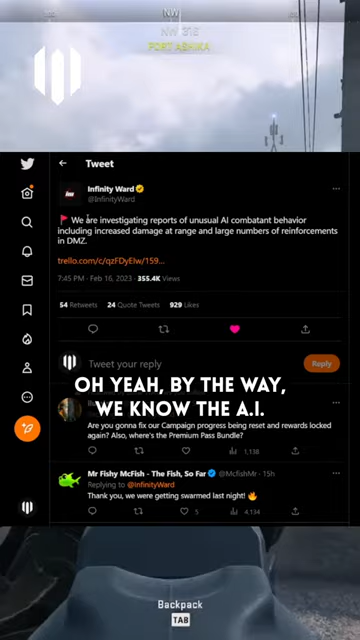 NW
NW 315
PORT ASHIKA
Tweet
Infinity Ward
@InfinityWard
We are investigating reports of unusual AI combatant behavior
including increased damage at range and large numbers of reinforcements
in DMZ.
trello.com/c/qzFDyEIw/159...
7:45 PM · Feb 16, 2023 · 355.4K Views
54 Retweets 24 Quote Tweets 929 Likes
Tweet your reply
Reply
OH YEAH, BY THE WAY,
WE KNOW THE A.I.
Are you gonna fix our Campaign progress being reset and rewards locked
again? Also, where's the Premium Pass Bundle?
1,138
Mr Fishy McFish - The Fish, So Far @McfishMr · 15h
Replying to @InfinityWard
Thank you, we were getting swarmed last night!
5 4,134
Backpack
TAB